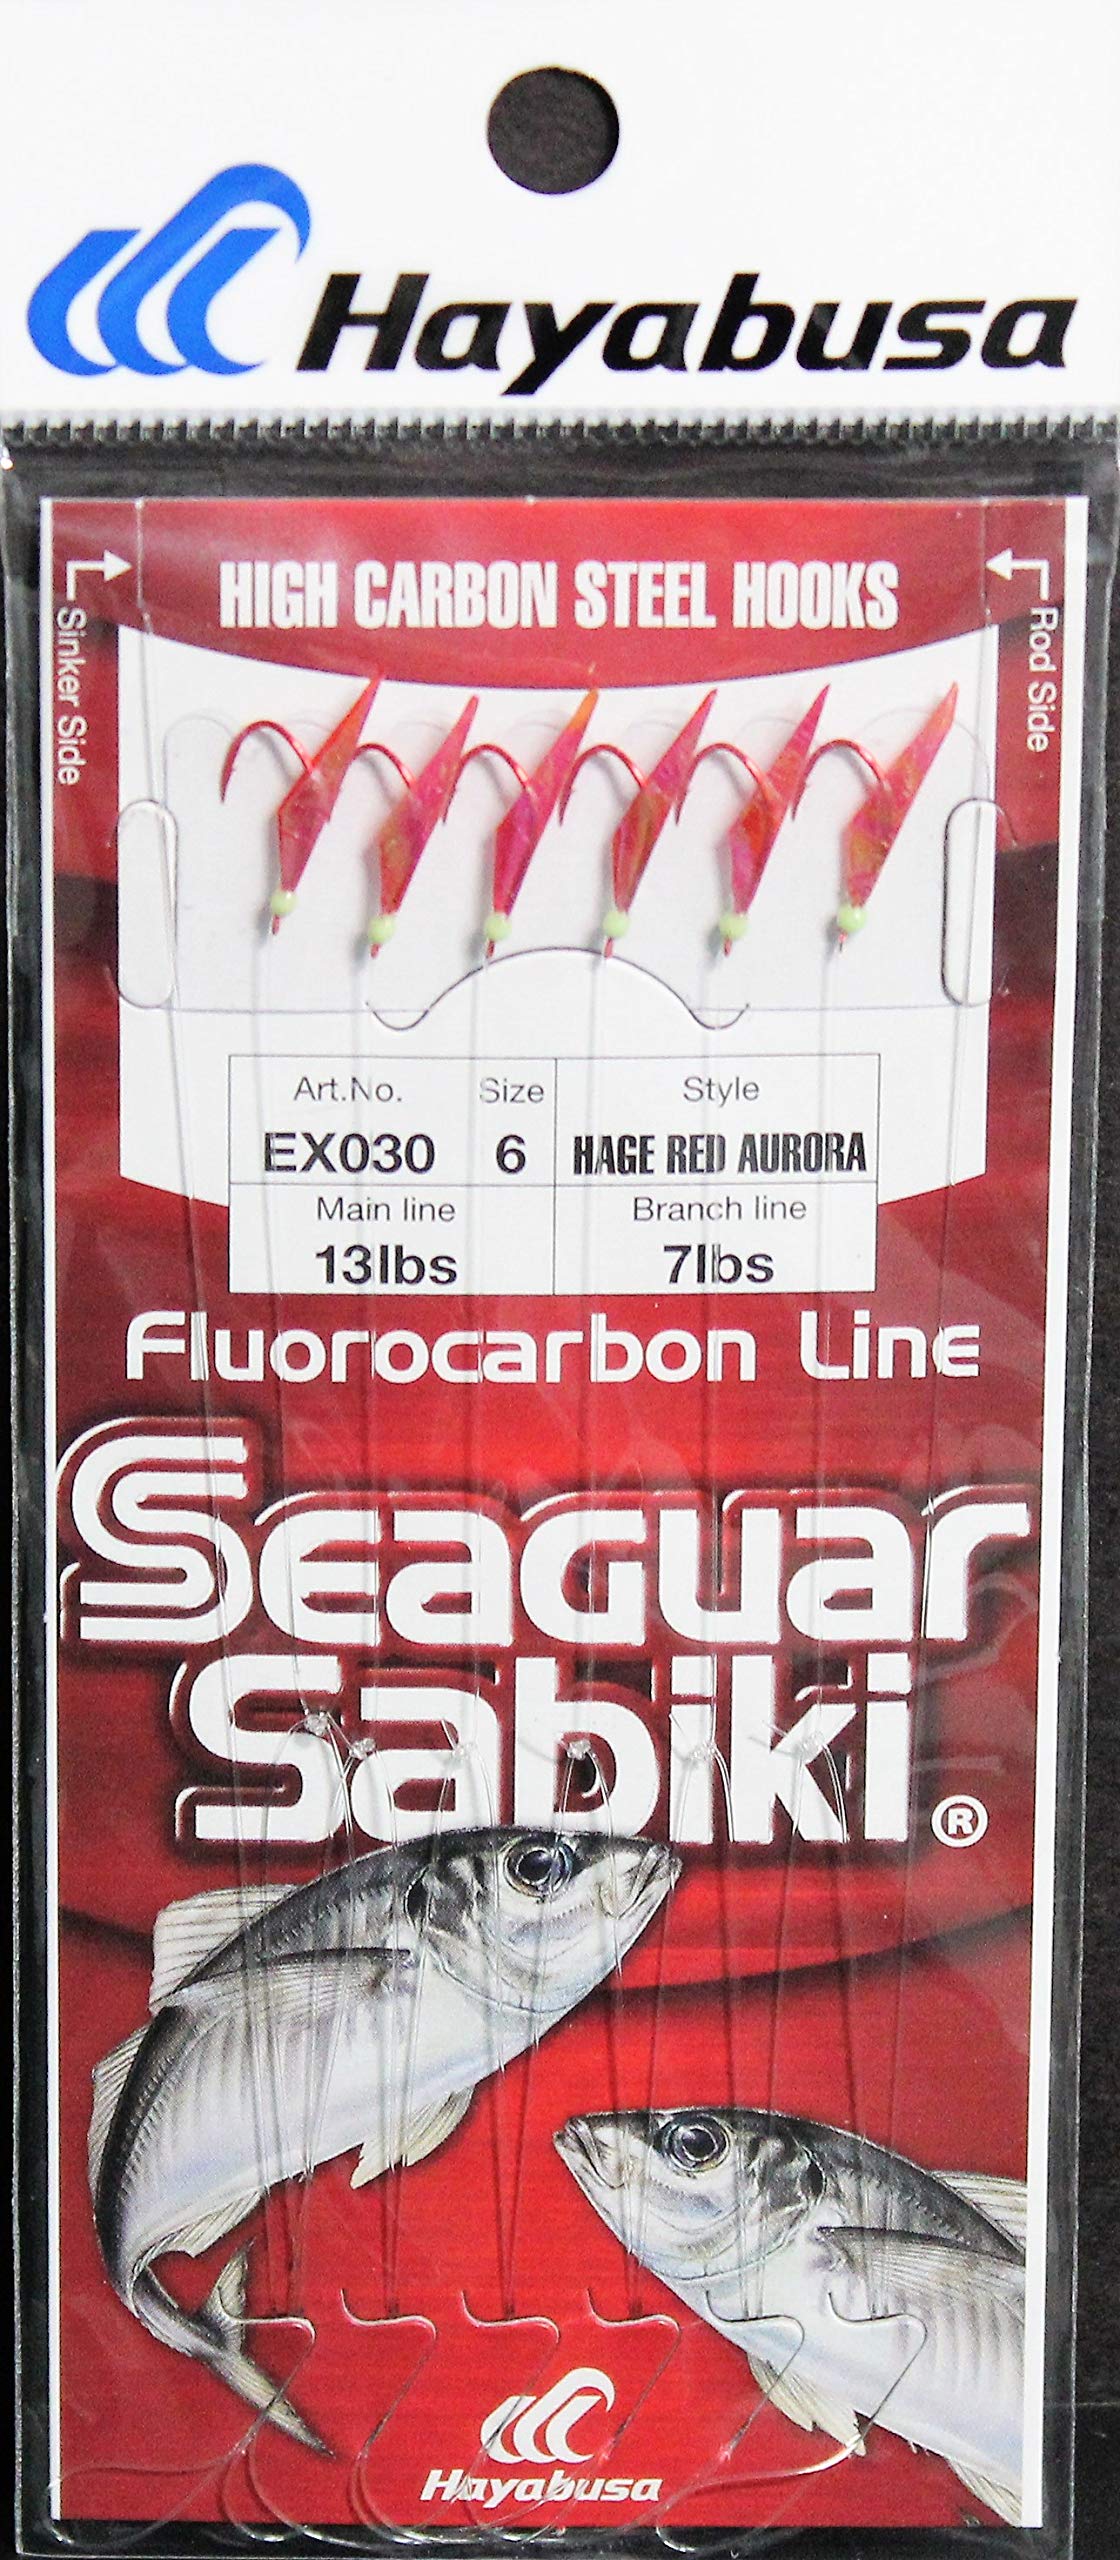 Hayabusa
HIGH CARBON STEEL HOOKS
Sinker Side
Rod Side
Art.No. Size Style
EX030 6 HAGE RED AURORA
Main line Branch line
13lbs 7lbs
Fluorocarbon Line
Seaguar
Sabiki®
Hayabusa